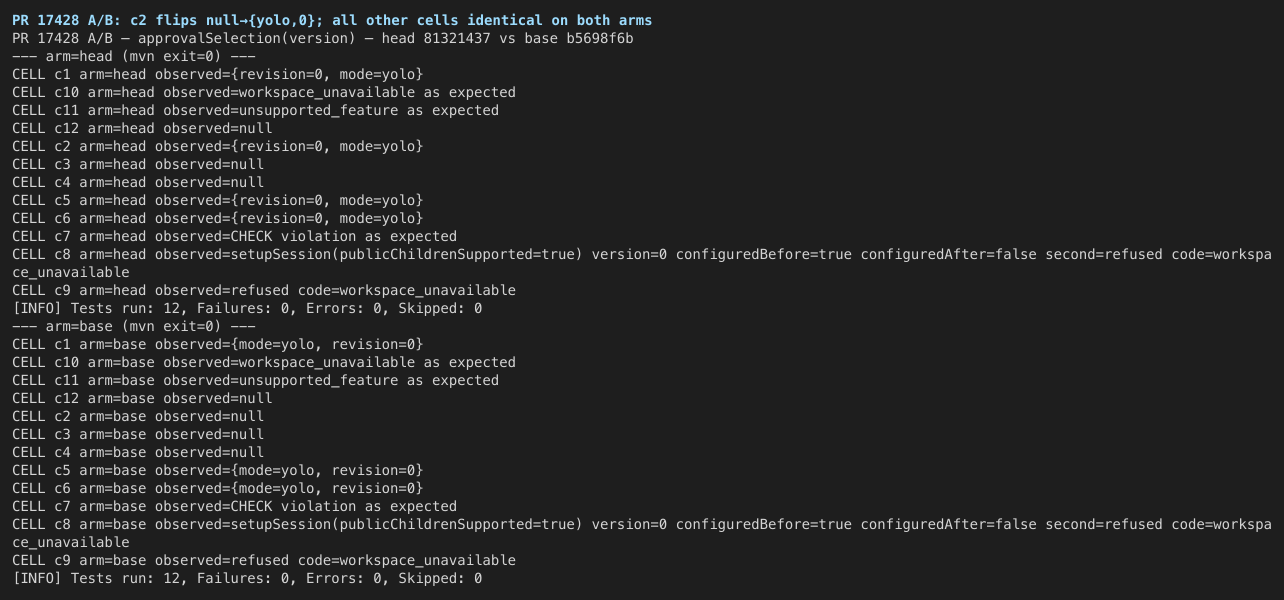 PR 17428 A/B: c2 flips null→{yolo,0}; all other cells identical on both arms
PR 17428 A/B — approvalSelection(version) — head 81321437 vs base b5698f6b
--- arm=head (mvn exit=0) ---
CELL c1 arm=head observed={revision=0, mode=yolo}
CELL c10 arm=head observed=workspace_unavailable as expected
CELL c11 arm=head observed=unsupported_feature as expected
CELL c12 arm=head observed=null
CELL c2 arm=head observed={revision=0, mode=yolo}
CELL c3 arm=head observed=null
CELL c4 arm=head observed=null
CELL c5 arm=head observed={revision=0, mode=yolo}
CELL c6 arm=head observed={revision=0, mode=yolo}
CELL c7 arm=head observed=CHECK violation as expected
CELL c8 arm=head observed=setupSession(publicChildrenSupported=true) version=0 configuredBefore=true configuredAfter=false second=refused code=workspa
ce_unavailable
CELL c9 arm=head observed=refused code=workspace_unavailable
[INFO] Tests run: 12, Failures: 0, Errors: 0, Skipped: 0
--- arm=base (mvn exit=0) ---
CELL c1 arm=base observed={mode=yolo, revision=0}
CELL c10 arm=base observed=workspace_unavailable as expected
CELL c11 arm=base observed=unsupported_feature as expected
CELL c12 arm=base observed=null
CELL c2 arm=base observed=null
CELL c3 arm=base observed=null
CELL c4 arm=base observed=null
CELL c5 arm=base observed={mode=yolo, revision=0}
CELL c6 arm=base observed={mode=yolo, revision=0}
CELL c7 arm=base observed=CHECK violation as expected
CELL c8 arm=base observed=setupSession(publicChildrenSupported=true) version=0 configuredBefore=true configuredAfter=false second=refused code=workspa
ce_unavailable
CELL c9 arm=base observed=refused code=workspace_unavailable
[INFO] Tests run: 12, Failures: 0, Errors: 0, Skipped: 0